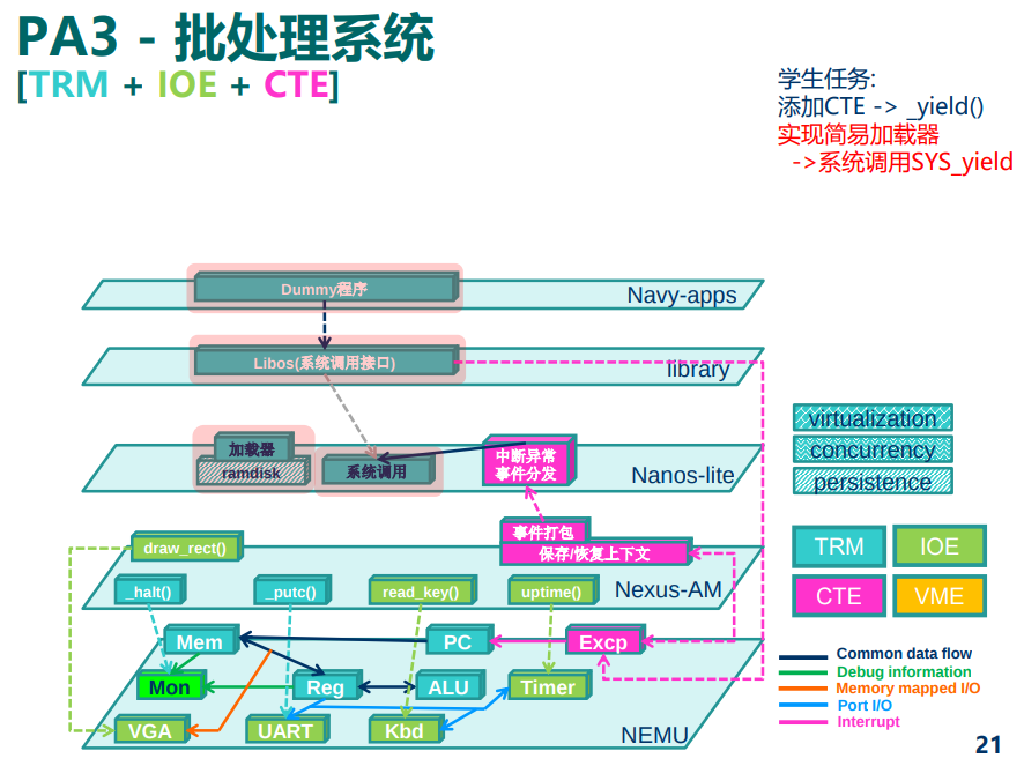 PA3 - 批处理系统
[TRM + IOE + CTE]
学生任务:
添加CTE -> _yield()
实现简易加载器
->系统调用SYS_yield
Dummy程序
Navy-apps
Libos(系统调用接口)
library
加载器
ramdisk
系统调用
中断异常
事件分发
Nanos-lite
virtualization
concurrency
persistence
事件打包
保存/恢复上下文
draw_rect()
_halt()
_putc()
read_key()
uptime()
Nexus-AM
TRM
IOE
CTE
VME
Mem
PC
Excp
Mon
Reg
ALU
Timer
VGA
UART
Kbd
NEMU
Common data flow
Debug information
Memory mapped I/O
Port I/O
Interrupt
21